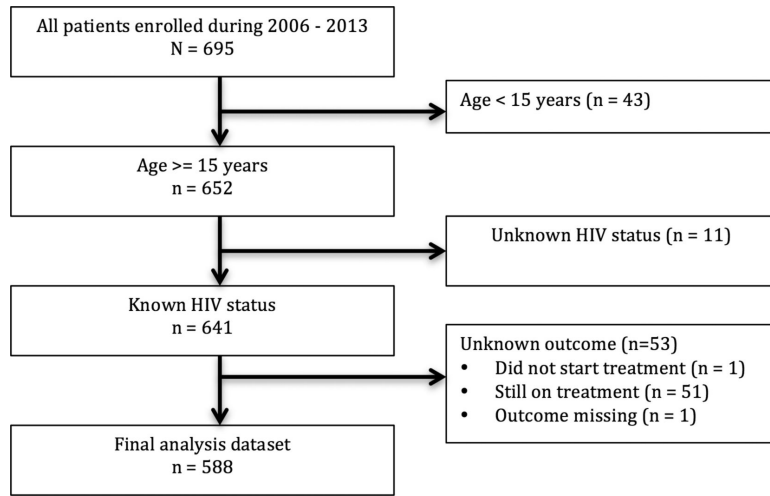 All patients enrolled during 2006 - 2013
N = 695
Age < 15 years (n = 43)
Age >= 15 years
n = 652
Unknown HIV status (n = 11)
Known HIV status
n = 641
Unknown outcome (n=53)
• Did not start treatment (n = 1)
• Still on treatment (n = 51)
• Outcome missing (n = 1)
Final analysis dataset
n = 588